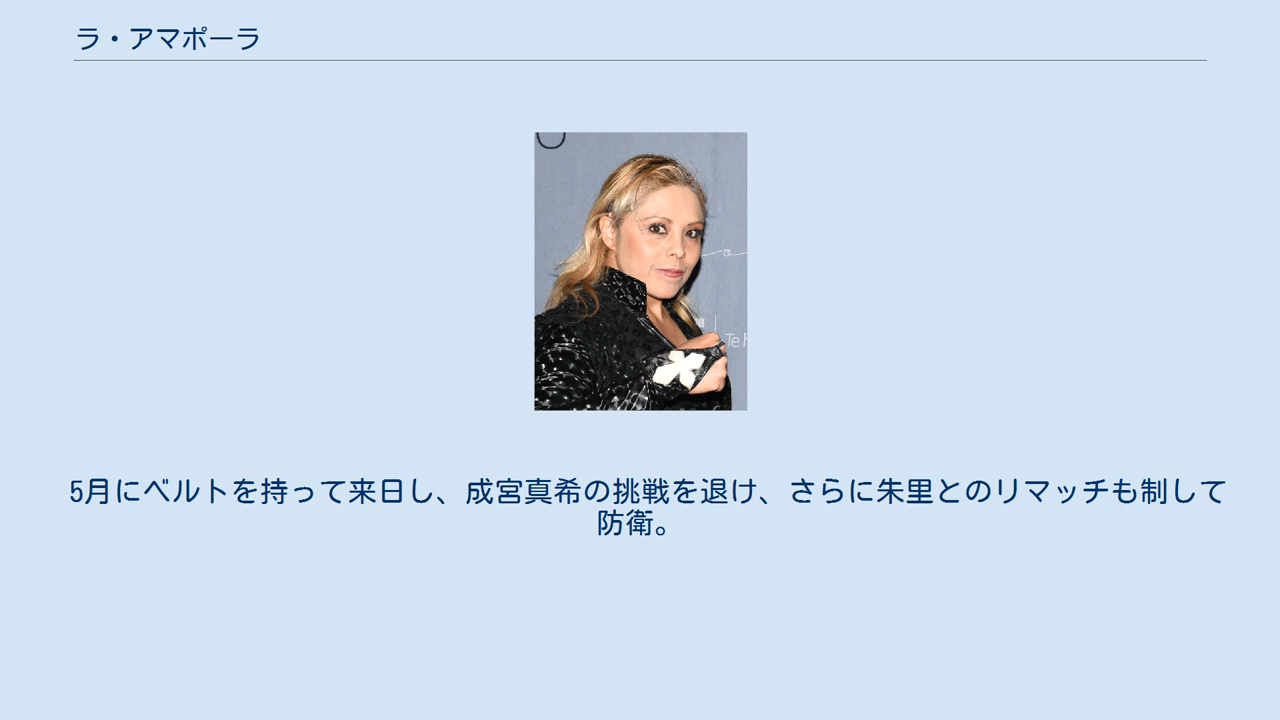 ラ・アマポーラ
Te
5月にベルトを持って来日し、成宮真希の挑戦を退け、さらに朱里とのリマッチも制して
防衛。